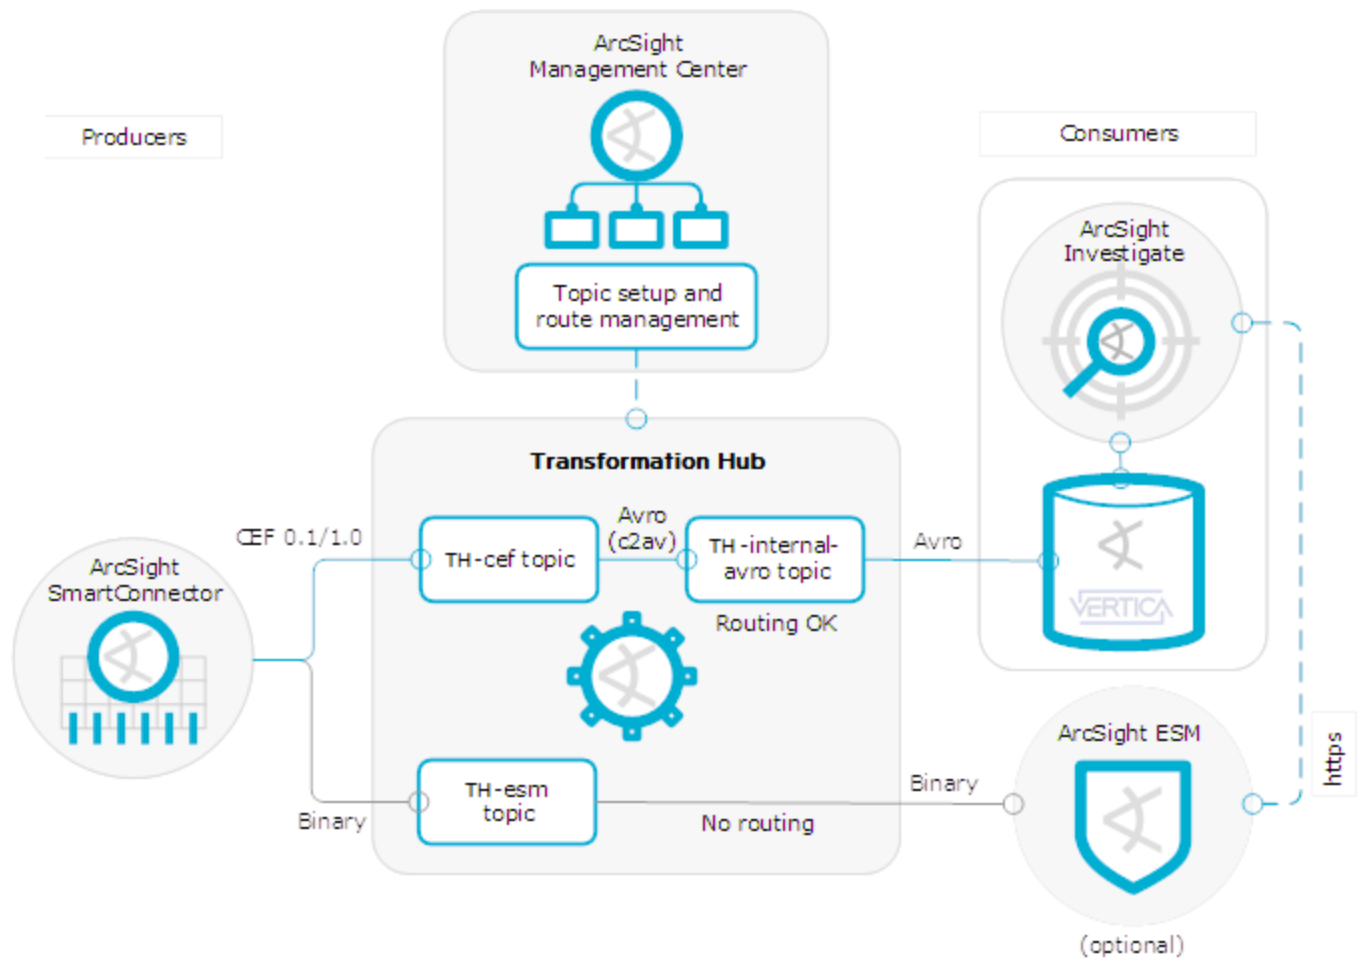 ArcSight
Management Center
Producers
Consumers
ArcSight
Investigate
Topic setup and
route management
Transformation Hub
CEF 0.1/1.0
Avro
(c2av)
TH-cef topic
TH-internal-
avro topic
Avro
Routing OK
VERTICA
ArcSight
SmartConnector
ArcSight ESM
https
Binary
TH-esm
topic
Binary
No routing
(optional)